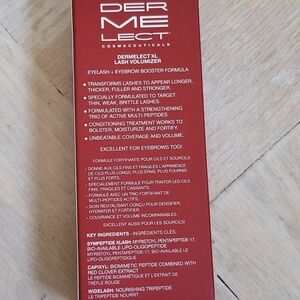 DER
ME
LECT
COSMECEUTICALS
DERMELECT XL
LASH VOLUMIZER
EYELASH + EYEBROW BOOSTER FORMULA
• TRANSFORMS LASHES TO APPEAR LONGER,
THICKER, FULLER AND STRONGER.
• SPECIALLY FORMULATED TO TARGET
THIN, WEAK, BRITTLE LASHES.
• FORMULATED WITH A STRENGTHENING
TRIO OF ACTIVE MULTI-PEPTIDES.
• CONDITIONING TREATMENT WORKS TO
BOLSTER, MOISTURIZE AND FORTIFY.
• UNBEATABLE COVERAGE AND VOLUME.
EXCELLENT FOR EYEBROWS TOO!
FORMULE FORTIFIANTE POUR CILS ET SOURCILS
• DONNE AUX CILS FINS ET FRAGILES, L'APPARENCE
DE CILS PLUS LONGS, PLUS ÉPAIS, PLUS FOURNIS
ET PLUS FORTS.
• SPÉCIALEMENT FORMULÉ POUR TRAITER LES CILS
FINS, FRAGILES ET CASSANTS.
• FORMULÉ AVEC UN TRIO FORTIFIANT
DE MULTI-PEPTIDES ACTIFS.
• SOIN REVITALISANT CONÇU POUR DENSIFIER,
HYDRATER ET FORTIFIER.
• COUVRANCE ET VOLUME INCOMPARABLES.
EXCELLENT AUSSI POUR LES SOURCILS!
KEY INGREDIENTS - INGRÉDIENTS CLÉS:
SYMPEPTIDE XLASH: MYRISTOYL PENTAPEPTIDE-17,
BIO-AVAILABLE LIPO-OLIGOPEPTIDE
MYRISTOYL PENTAPEPTIDE-17, BIO-DISPONIBLE AU
LIPO-OLIGOPEPTIDE
CAPIXYL: BIOMIMETIC PEPTIDE COMBINED WITH
RED CLOVER EXTRACT
LE PEPTIDE BIOMIMÉTIQUE ET L'EXTRAIT DE
TRÈFLE ROUGE
WIDELASH: NOURISHING TRIPEPTIDE
LE TRIPEPTIDE NOURRIT